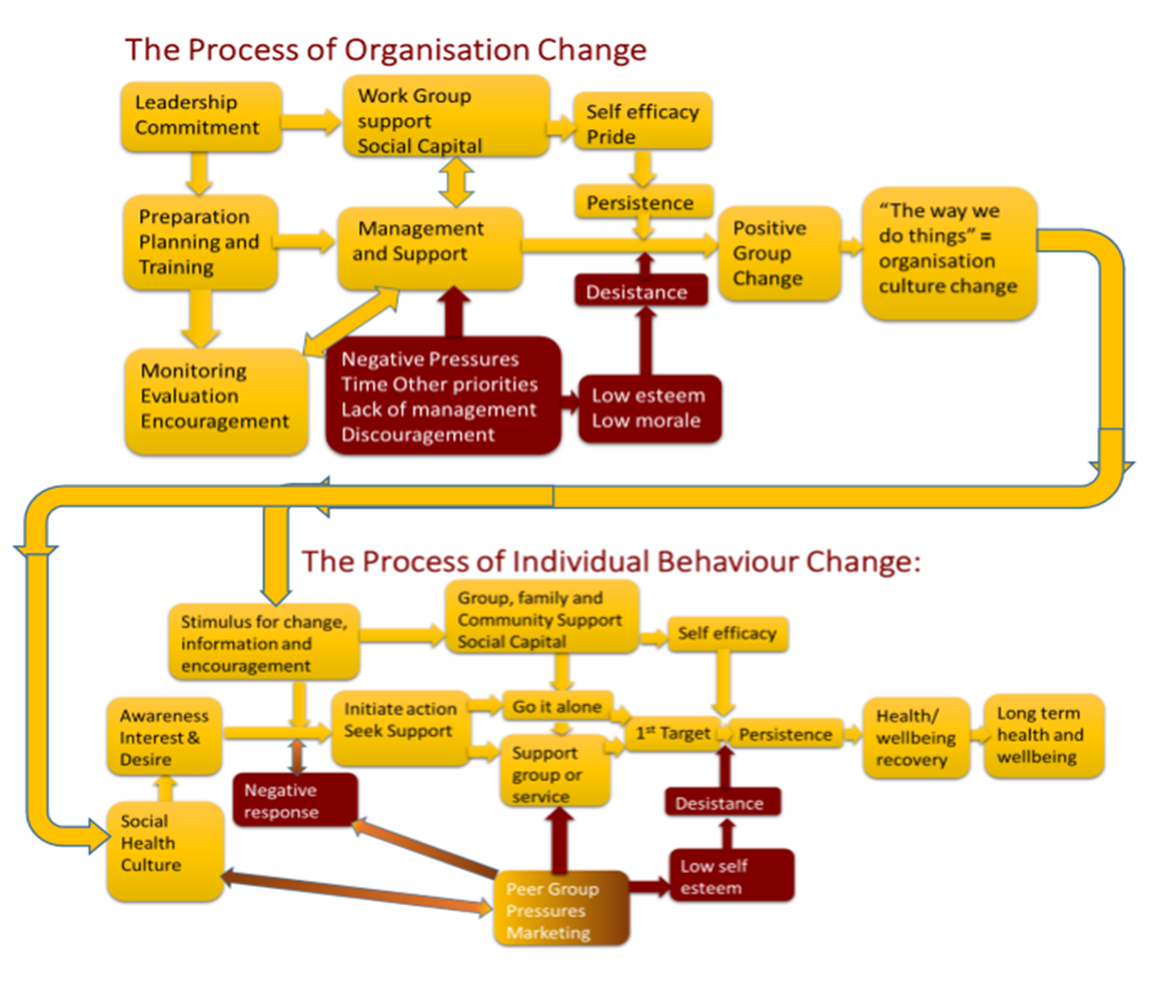 The Process of Organisation Change
Leadership
Commitment
Work Group
support
Social Capital
Self efficacy
Pride
Persistence
Preparation
Planning and
Training
Management
and Support
Positive
Group
Change
“The way we
do things” =
organisation
culture change
Desistance
Monitoring
Evaluation
Encouragement
Negative Pressures
Time Other priorities
Lack of management
Discouragement
Low esteem
Low morale
The Process of Individual Behaviour Change:
Stimulus for change,
information and
encouragement
Group, family and
Community Support
Social Capital
Self efficacy
Awareness
Interest &
Desire
Initiate action
Seek Support
Go it alone
Support
group or
service
1st Target
Persistence
Health/
wellbeing
recovery
Long term
health and
wellbeing
Negative
response
Desistance
Social
Health
Culture
Low self
esteem
Peer Group
Pressures
Marketing